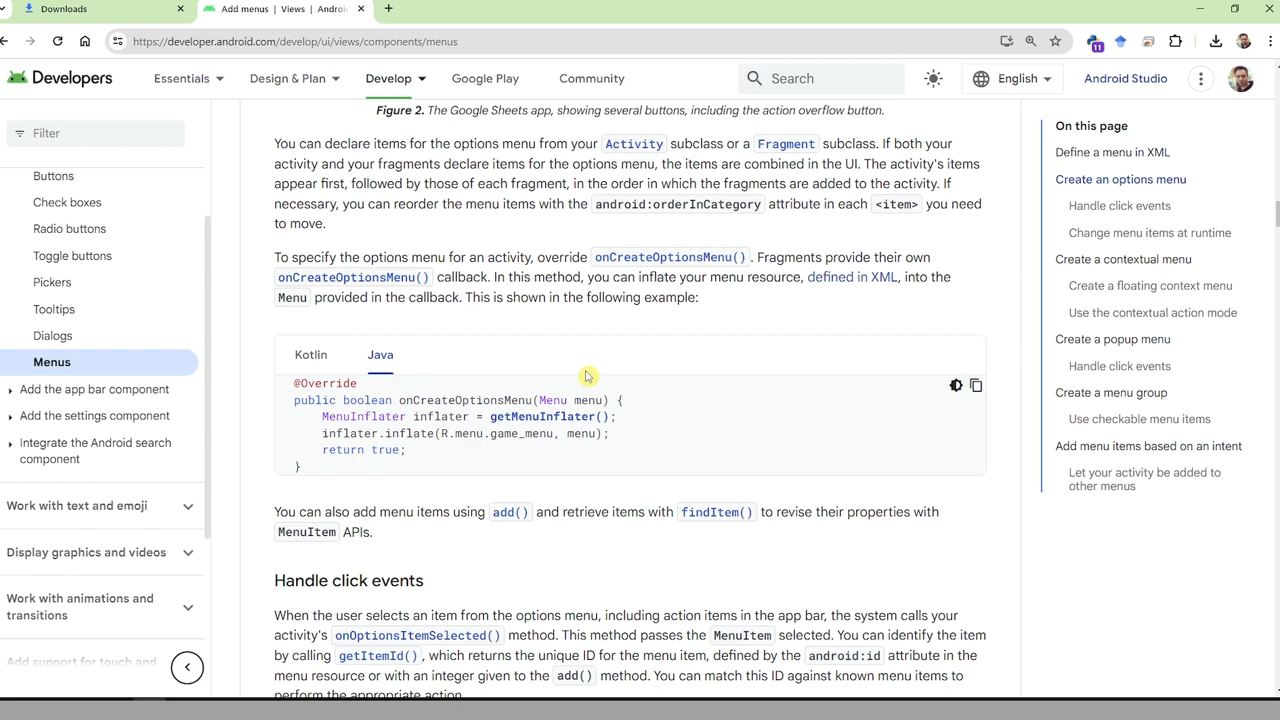 Downloads
Add menus | Views | Androi
https://developer.android.com/develop/ui/views/components/menus
11
Developers
Essentials
Design & Plan
Develop
Google Play
Community
Search
English
Android Studio
Filter
Buttons
Check boxes
Radio buttons
Toggle buttons
Pickers
Tooltips
Dialogs
Menus
Add the app bar component
Add the settings component
Integrate the Android search
component
Work with text and emoji
Display graphics and videos
Work with animations and
transitions
Add support for touch and
Figure 2. The Google Sheets app, showing several buttons, including the action overflow button.
You can declare items for the options menu from your Activity subclass or a Fragment subclass. If both your
activity and your fragments declare items for the options menu, the items are combined in the UI. The activity's items
appear first, followed by those of each fragment, in the order in which the fragments are added to the activity. If
necessary, you can reorder the menu items with the android:orderInCategory attribute in each <item> you need
to move.
To specify the options menu for an activity, override onCreateOptionsMenu(). Fragments provide their own
onCreateOptionsMenu() callback. In this method, you can inflate your menu resource, defined in XML, into the
Menu provided in the callback. This is shown in the following example:
Kotlin
Java
@Override
public boolean onCreateOptionsMenu(Menu menu) {
MenuInflater inflater = getMenuInflater();
inflater.inflate(R.menu.game_menu, menu);
return true;
}
You can also add menu items using add() and retrieve items with findItem() to revise their properties with
MenuItem APIs.
Handle click events
When the user selects an item from the options menu, including action items in the app bar, the system calls your
activity's onOptionsItemSelected() method. This method passes the MenuItem selected. You can identify the item
by calling getItemId(), which returns the unique ID for the menu item, defined by the android:id attribute in the
menu resource or with an integer given to the add() method. You can match this ID against known menu items to
perform the appropriate action.
On this page
Define a menu in XML
Create an options menu
Handle click events
Change menu items at runtime
Create a contextual menu
Create a floating context menu
Use the contextual action mode
Create a popup menu
Handle click events
Create a menu group
Use checkable menu items
Add menu items based on an intent
Let your activity be added to
other menus